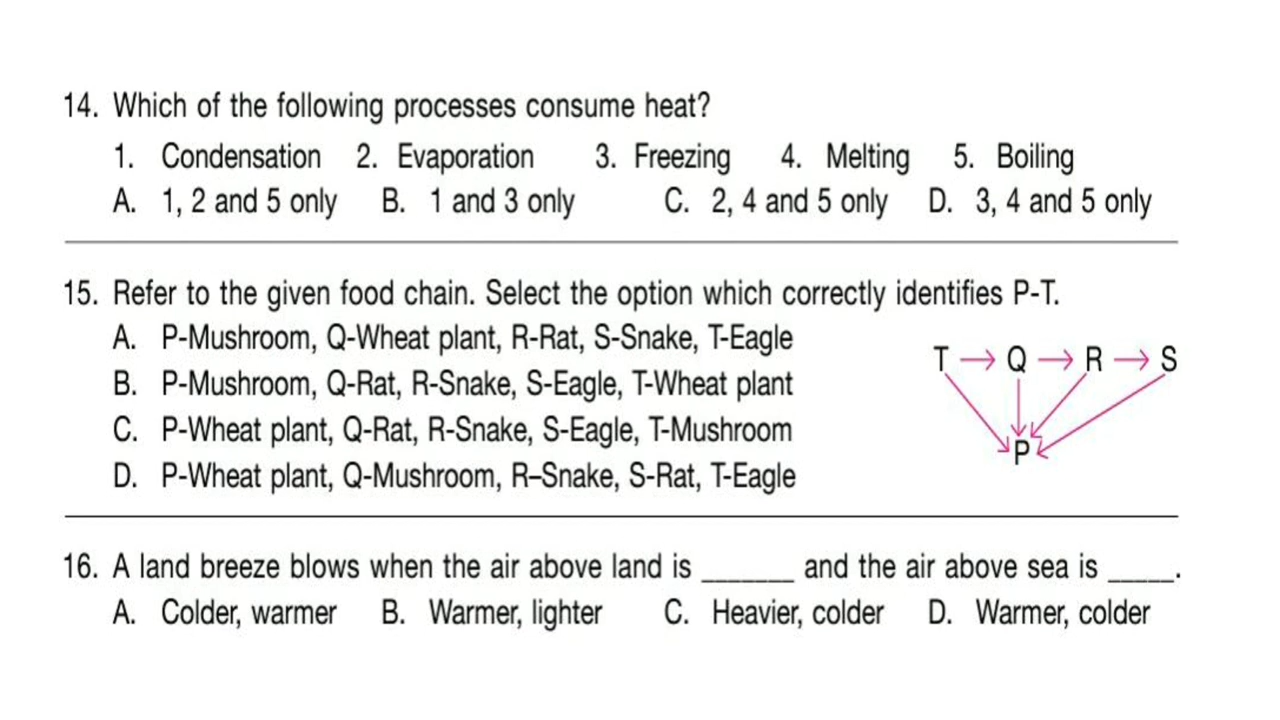 14. Which of the following processes consume heat?
1. Condensation 2. Evaporation 3. Freezing 4. Melting 5. Boiling
A. 1, 2 and 5 only B. 1 and 3 only C. 2, 4 and 5 only D. 3, 4 and 5 only
15. Refer to the given food chain. Select the option which correctly identifies P-T.
A. P-Mushroom, Q-Wheat plant, R-Rat, S-Snake, T-Eagle
B. P-Mushroom, Q-Rat, R-Snake, S-Eagle, T-Wheat plant
C. P-Wheat plant, Q-Rat, R-Snake, S-Eagle, T-Mushroom
D. P-Wheat plant, Q-Mushroom, R–Snake, S-Rat, T-Eagle
T → Q → R → S
P
16. A land breeze blows when the air above land is _______ and the air above sea is _____.
A. Colder, warmer B. Warmer, lighter C. Heavier, colder D. Warmer, colder